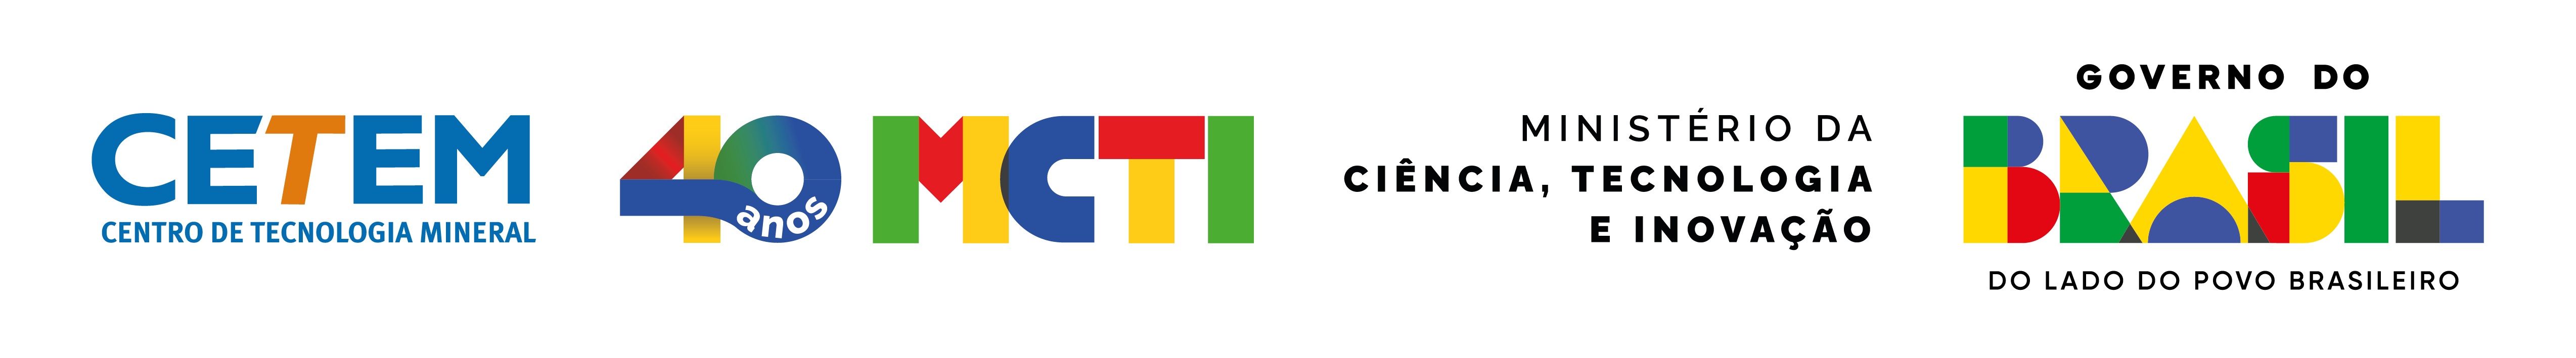 CETEM
CENTRO DE TECNOLOGIA MINERAL
40 anos MCTI
MINISTÉRIO DA
CIÊNCIA, TECNOLOGIA
E INOVAÇÃO
GOVERNO DO
BRASIL
DO LADO DO POVO BRASILEIRO